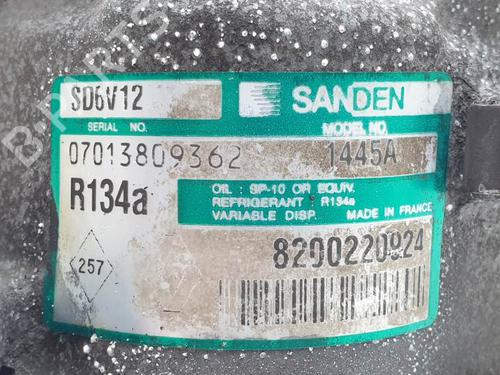 SD6V12
SANDEN
SERIAL NO.
MODEL NO.
07013809362
1445A
R134a
OIL : SP-10 OR EQUIV.
REFRIGERANT : R134a
VARIABLE DISP. MADE IN FRANCE
8200220924
257
B-PARTS